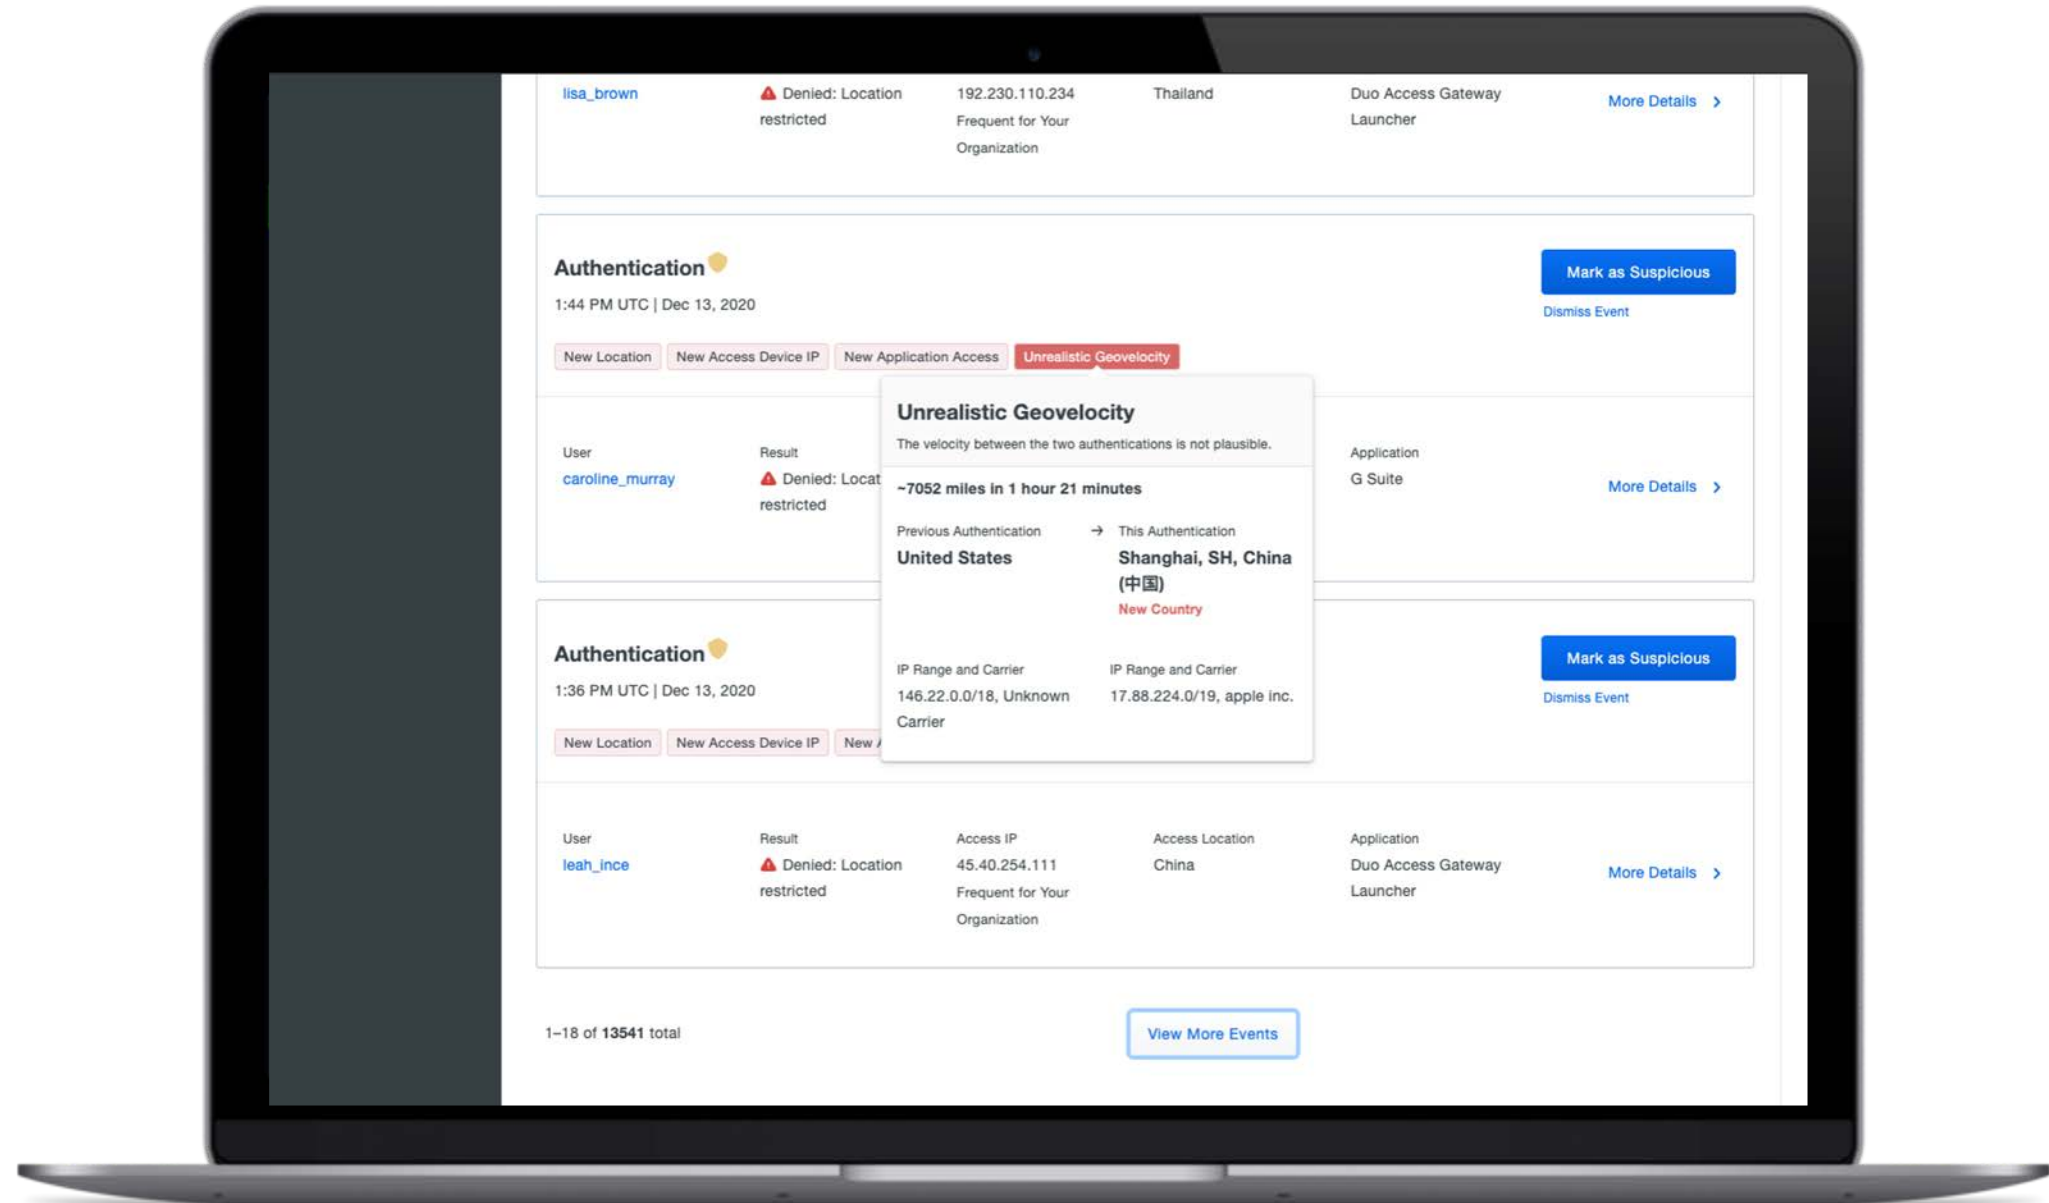 lisa_brown
Denied: Location
restricted
192.230.110.234
Frequent for Your
Organization
Thailand
Duo Access Gateway
Launcher
More Details
Authentication
1:44 PM UTC | Dec 13, 2020
Mark as Suspicious
Dismiss Event
New Location
New Access Device IP
New Application Access
Unrealistic Geovelocity
Unrealistic Geovelocity
The velocity between the two authentications is not plausible.
~7052 miles in 1 hour 21 minutes
Previous Authentication → This Authentication
United States
Shanghai, SH, China
(中国)
New Country
IP Range and Carrier
146.22.0.0/18, Unknown
Carrier
IP Range and Carrier
17.88.224.0/19, apple inc.
User
caroline_murray
Result
Denied: Locat
restricted
Application
G Suite
More Details
Authentication
1:36 PM UTC | Dec 13, 2020
Mark as Suspicious
Dismiss Event
New Location
New Access Device IP
New
User
leah_ince
Result
Denied: Location
restricted
Access IP
45.40.254.111
Frequent for Your
Organization
Access Location
China
Application
Duo Access Gateway
Launcher
More Details
1–18 of 13541 total
View More Events